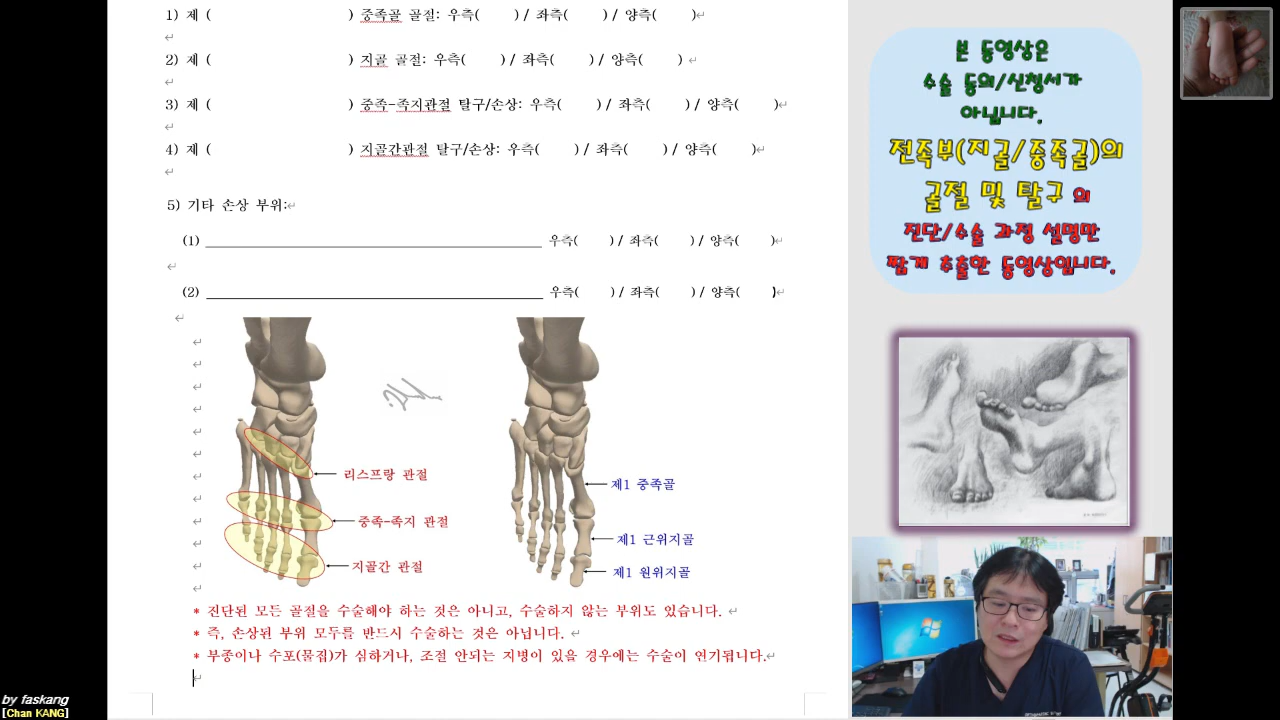 1) 제 ( ) 중족골 골절: 우측( ) / 좌측( ) / 양측( )
2) 제 ( ) 지골 골절: 우측( ) / 좌측( ) / 양측( )
3) 제 ( ) 중족-족지관절 탈구/손상: 우측( ) / 좌측( ) / 양측( )
4) 제 ( ) 지골간관절 탈구/손상: 우측( ) / 좌측( ) / 양측( )
5) 기타 손상 부위:
(1) ______ 우측( ) / 좌측( ) / 양측( )
(2) ______ 우측( ) / 좌측( ) / 양측( )
리스프랑 관절
중족-족지 관절
지골간 관절
제1 중족골
제1 근위지골
제1 원위지골
* 진단된 모든 골절을 수술해야 하는 것은 아니고, 수술하지 않는 부위도 있습니다.
* 즉, 손상된 부위 모두를 반드시 수술하는 것은 아닙니다.
* 부종이나 수포(물집)가 심하거나, 조절 안되는 지병이 있을 경우에는 수술이 연기됩니다.
본 동영상은
수술 동의/신청서가
아닙니다.
전족부(지골/중족골)의
골절 및 탈구 의
진단/수술 과정 설명만
짧게 추출한 동영상입니다.
by faskang
[Chan KANG]